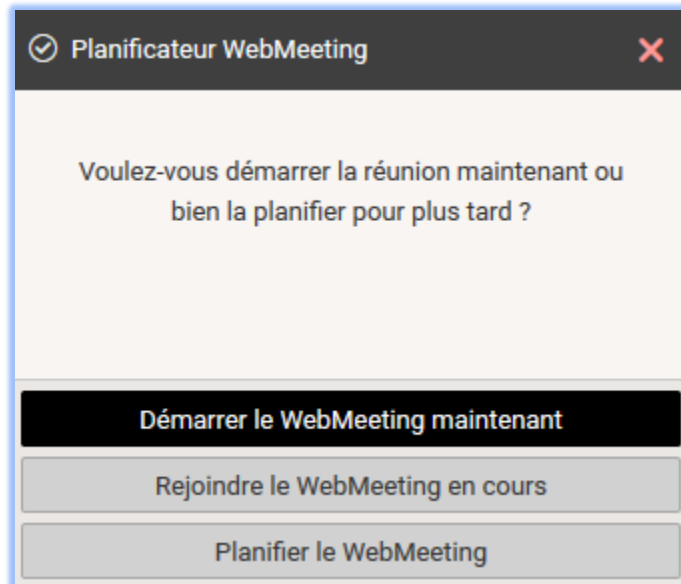 Planificateur WebMeeting
Voulez-vous démarrer la réunion maintenant ou
bien la planifier pour plus tard ?
Démarrer le WebMeeting maintenant
Rejoindre le WebMeeting en cours
Planifier le WebMeeting